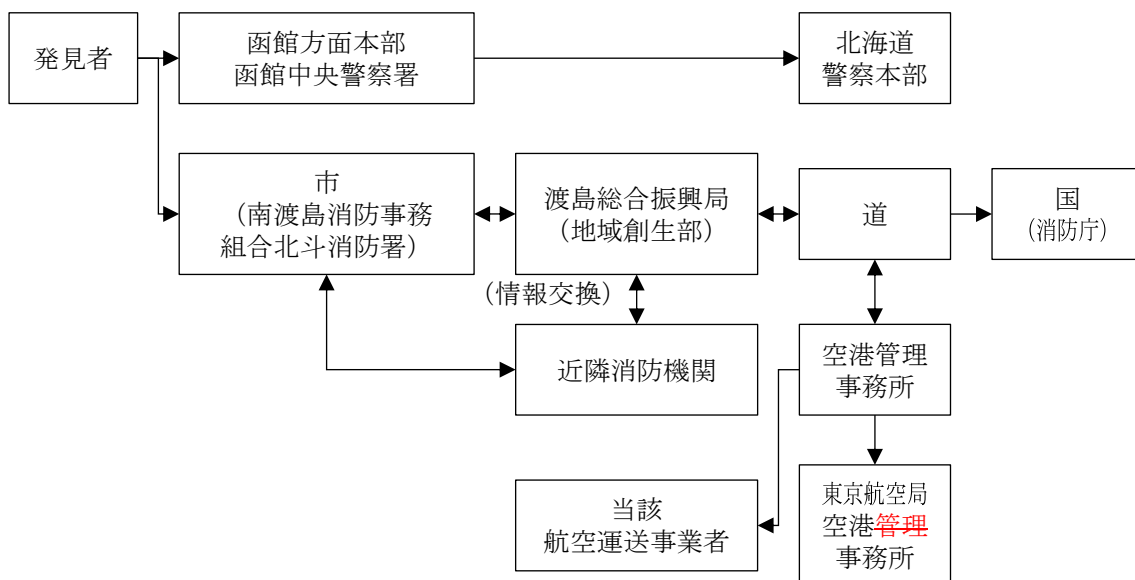 発見者
函館方面本部
函館中央警察署
北海道
警察本部
市
（南渡島消防事務
組合北斗消防署）
渡島総合振興局
（地域創生部）
道
国
（消防庁）
（情報交換）
近隣消防機関
空港管理
事務所
当該
航空運送事業者
東京航空局
空港管理
事務所